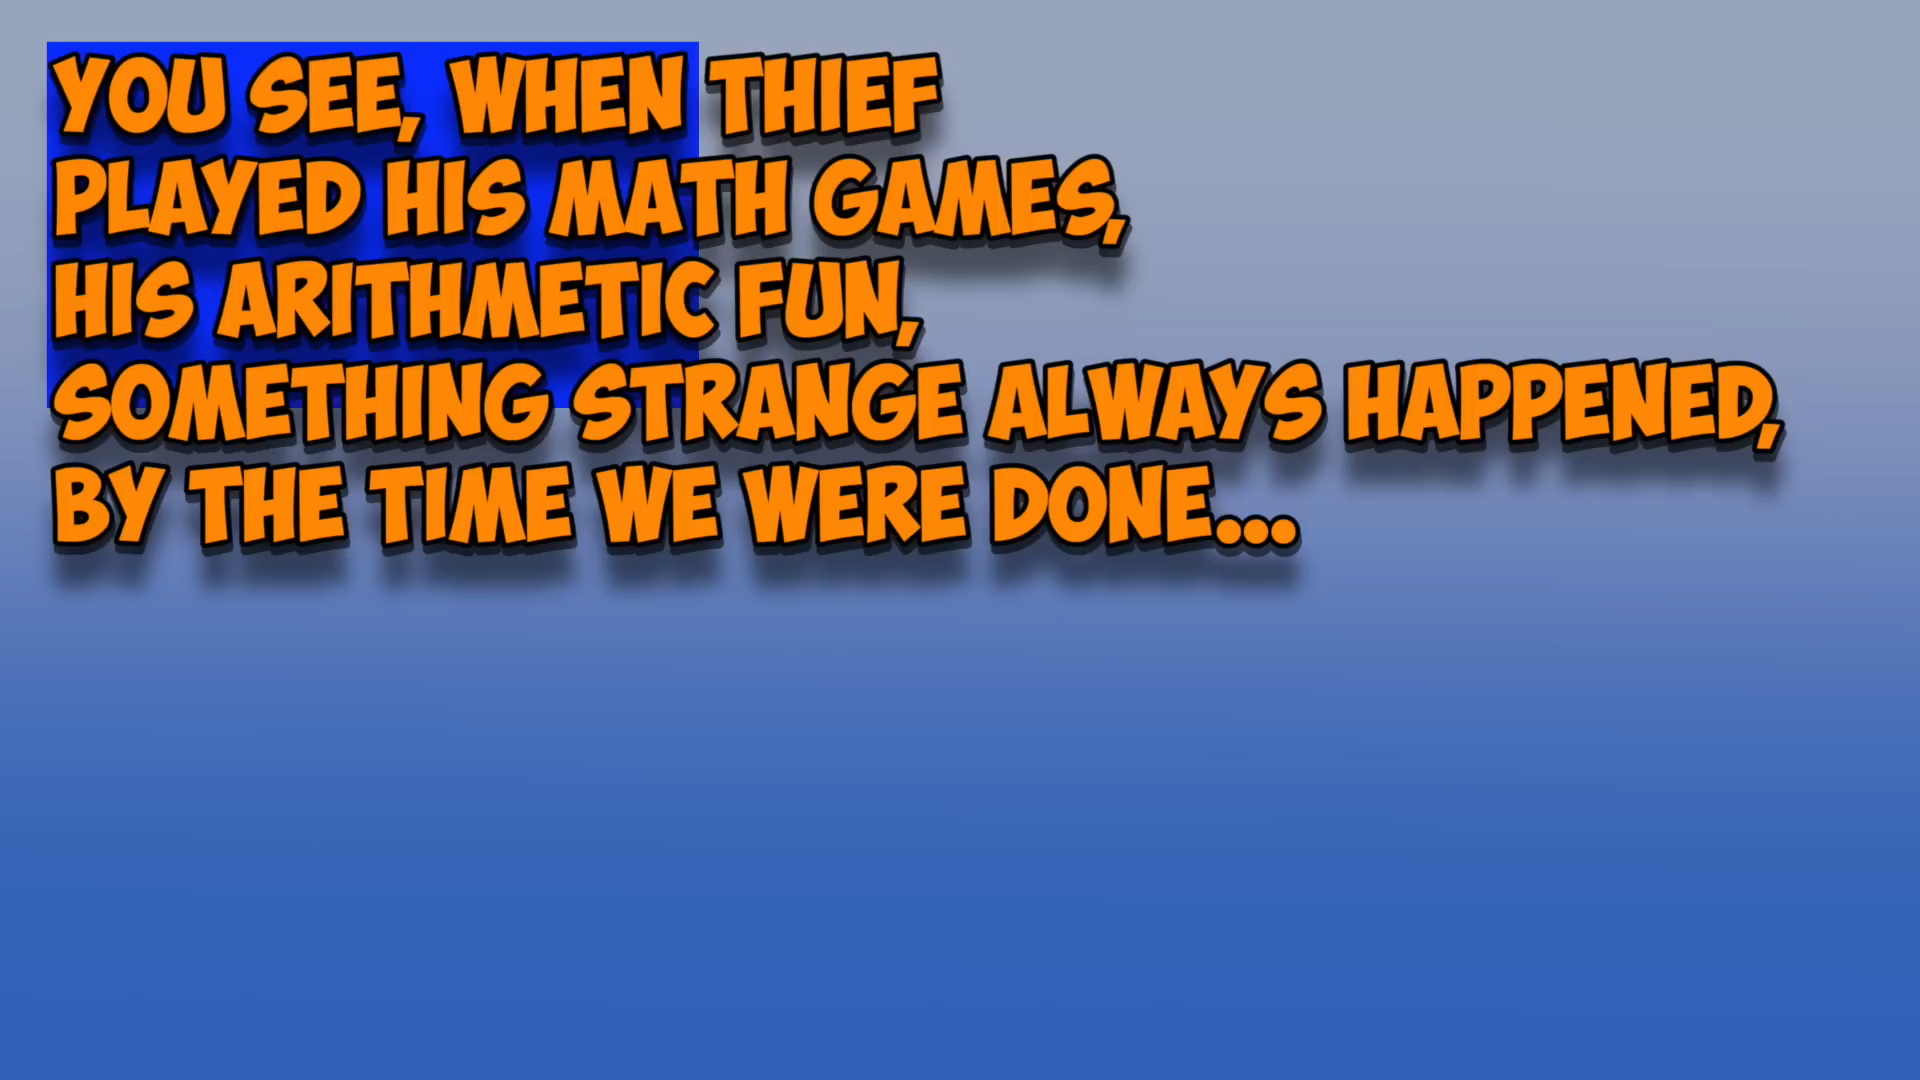 YOU SEE, WHEN THIEF
PLAYED HIS MATH GAMES,
HIS ARITHMETIC FUN,
SOMETHING STRANGE ALWAYS HAPPENED,
BY THE TIME WE WERE DONE...